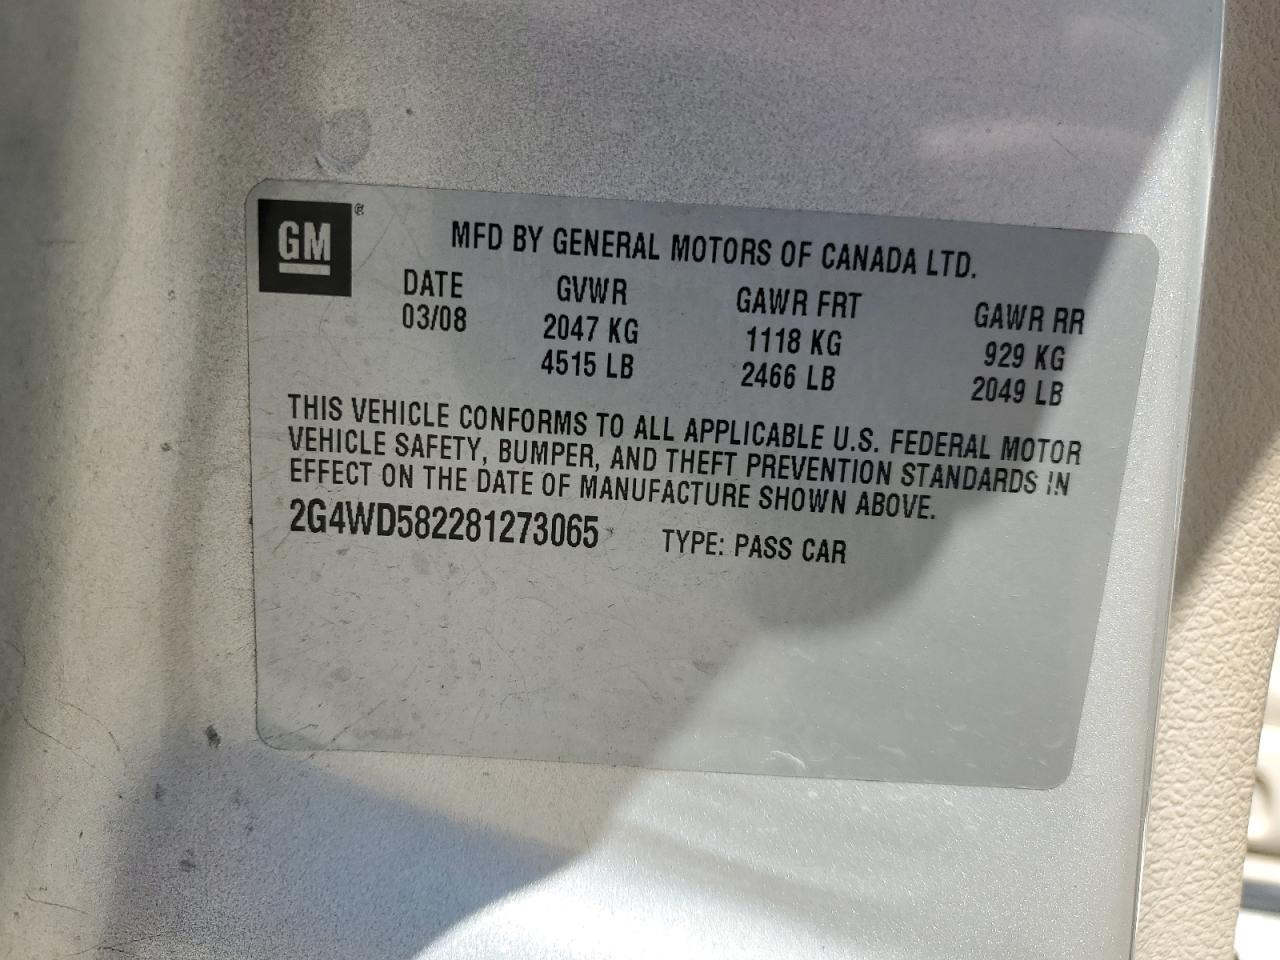 GM ®
MFD BY GENERAL MOTORS OF CANADA LTD.
DATE GVWR GAWR FRT GAWR RR
03/08 2047 KG 1118 KG 929 KG
4515 LB 2466 LB 2049 LB
THIS VEHICLE CONFORMS TO ALL APPLICABLE U.S. FEDERAL MOTOR
VEHICLE SAFETY, BUMPER, AND THEFT PREVENTION STANDARDS IN
EFFECT ON THE DATE OF MANUFACTURE SHOWN ABOVE.
2G4WD582281273065 TYPE: PASS CAR